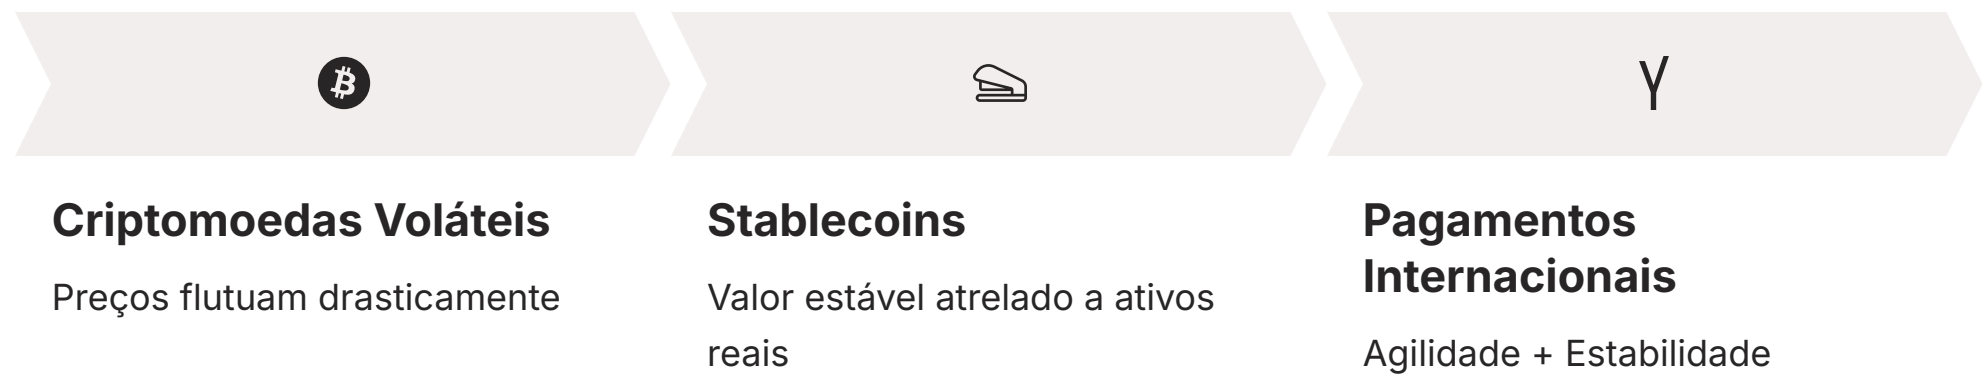 Criptomoedas Voláteis
Preços flutuam drasticamente
Stablecoins
Valor estável atrelado a ativos
reais
Pagamentos
Internacionais
Agilidade + Estabilidade